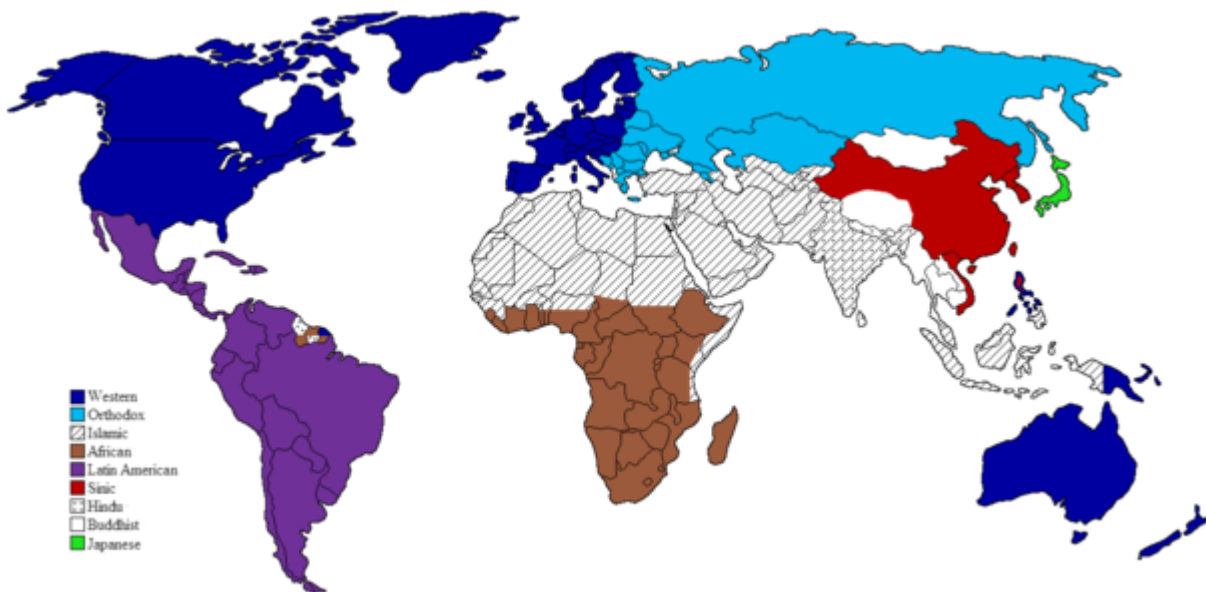 Western
Orthodox
Islamic
African
Latin American
Sinic
Hindu
Buddhist
Japanese